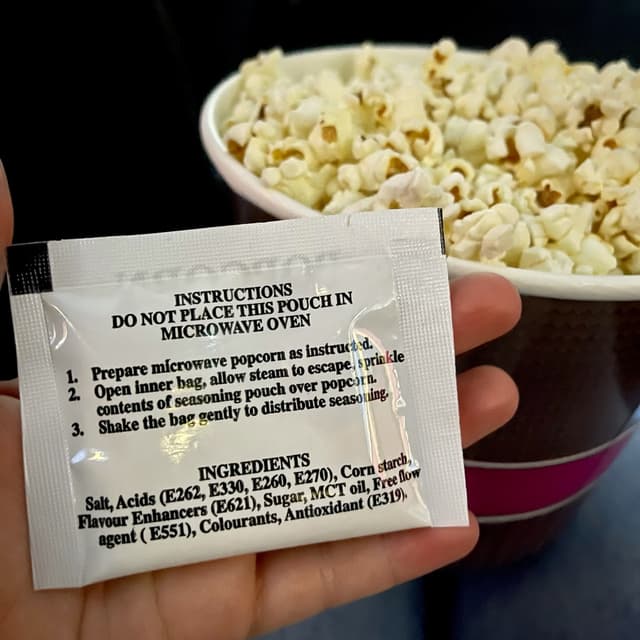 INSTRUCTIONS
DO NOT PLACE THIS POUCH IN
MICROWAVE OVEN
1. Prepare microwave popcorn as instructed.
2. Open inner bag, allow steam to escape, sprinkle
contents of seasoning pouch over popcorn.
3. Shake the bag gently to distribute seasoning.
INGREDIENTS
Salt, Acids (E262, E330, E260, E270), Corn starch,
Flavour Enhancers (E621), Sugar, MCT oil, Free flow
agent ( E551), Colourants, Antioxidant (E319).